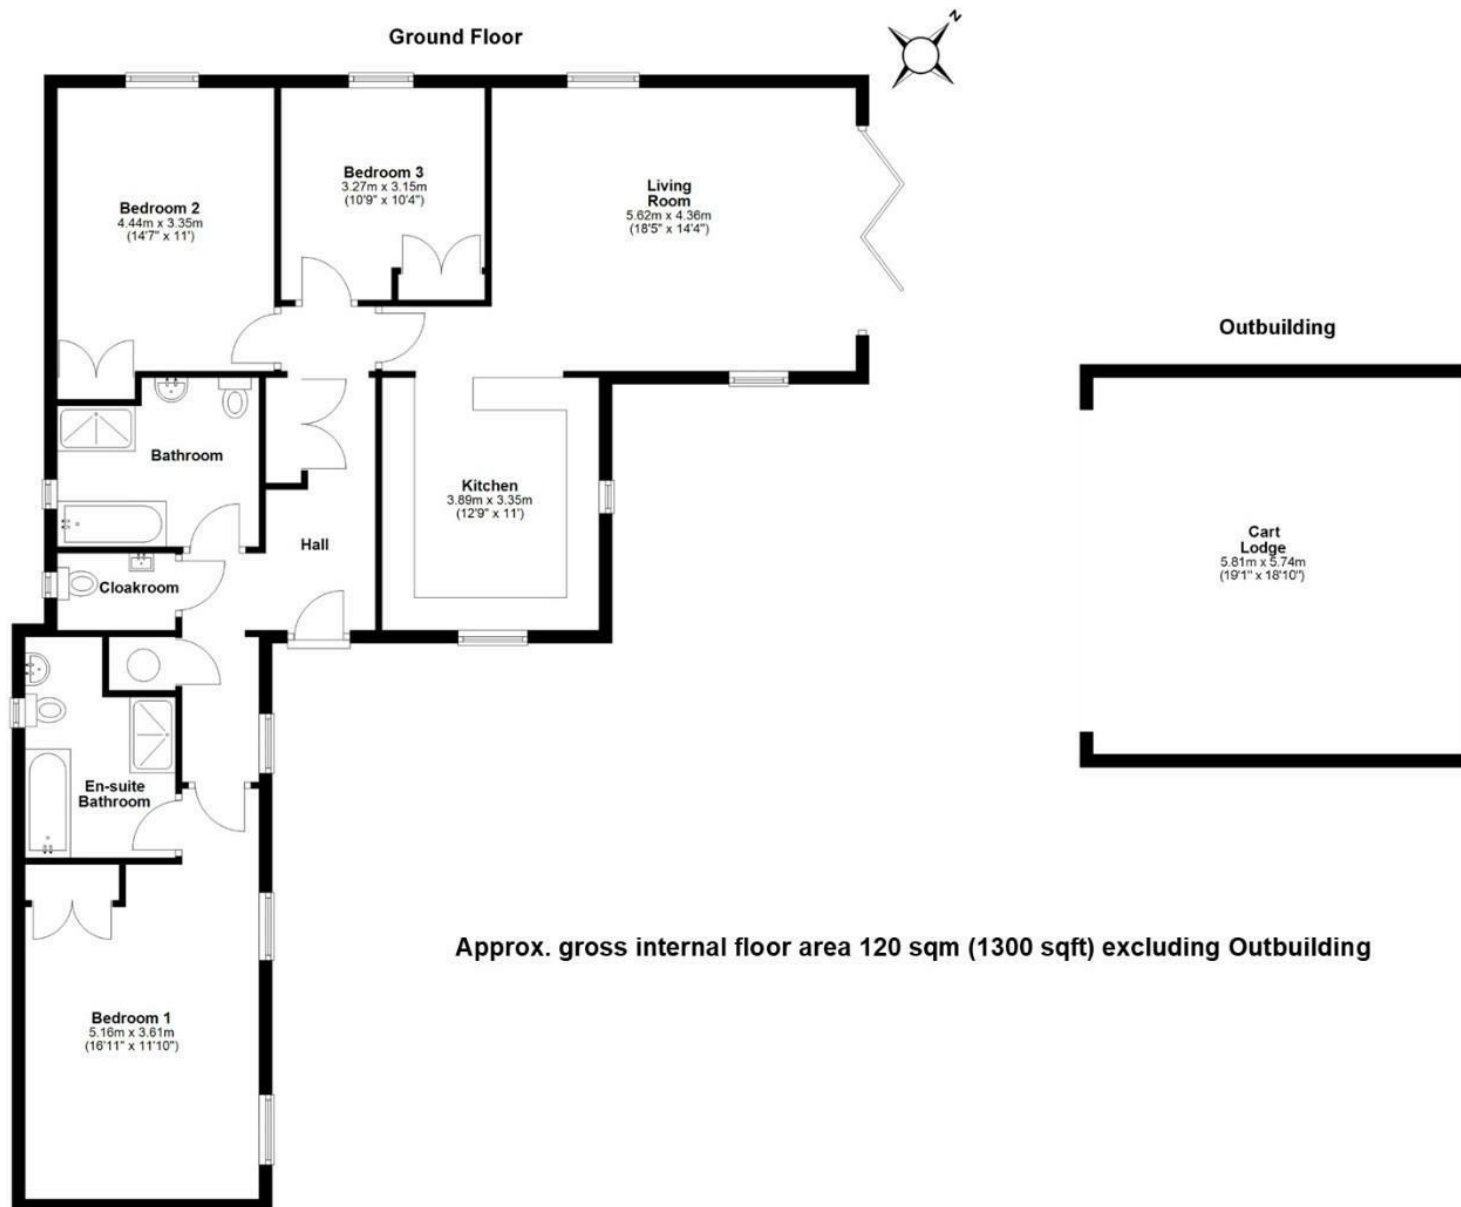 Ground Floor
N
Bedroom 2
4.44m x 3.35m
(14'7" x 11')
Bedroom 3
3.27m x 3.15m
(10'9" x 10'4")
Living
Room
5.62m x 4.36m
(18'5" x 14'4")
Outbuilding
Bathroom
Kitchen
3.89m x 3.35m
(12'9" x 11')
Hall
Cloakroom
Cart
Lodge
5.81m x 5.74m
(19'1" x 18'10")
En-suite
Bathroom
Approx. gross internal floor area 120 sqm (1300 sqft) excluding Outbuilding
Bedroom 1
5.16m x 3.61m
(16'11" x 11'10")